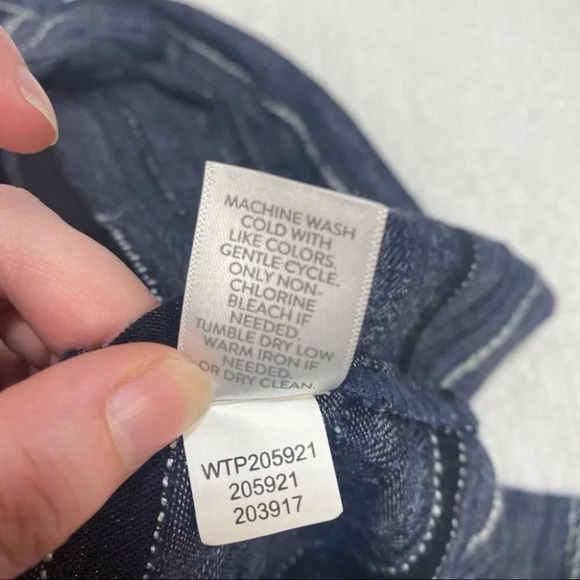 MACHINE WASH
COLD WITH
LIKE COLORS.
GENTLE CYCLE.
ONLY NON-
CHLORINE
BLEACH IF
NEEDED.
TUMBLE DRY LOW
WARM IRON IF
NEEDED.
OR DRY CLEAN.
WTP205921
205921
203917